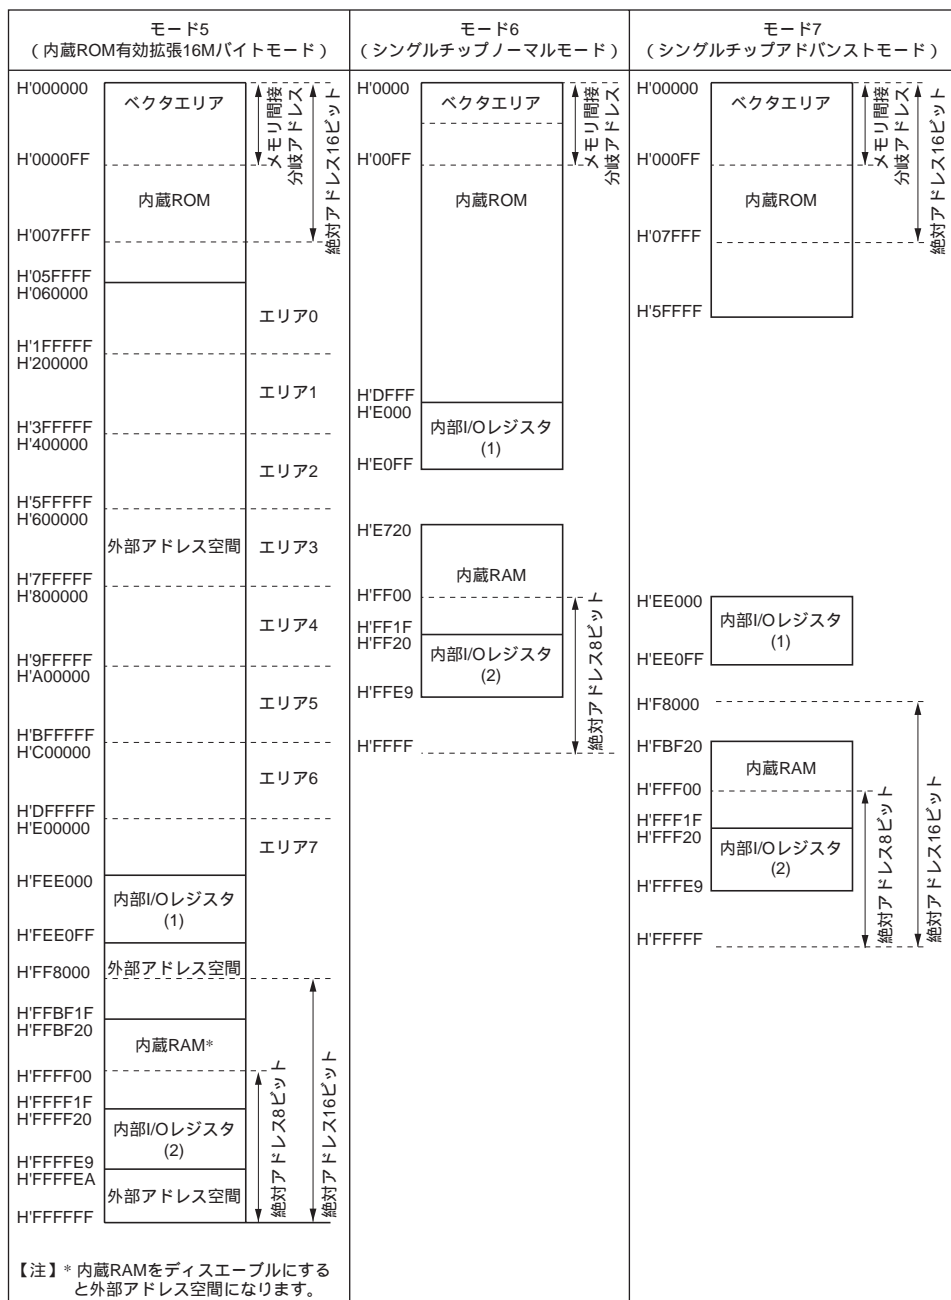 モード5
（内蔵ROM有効拡張16Mバイトモード）
H'000000
ベクタエリア
H'0000FF
内蔵ROM
H'007FFF
H'05FFFF
H'060000
エリア0
H'1FFFFF
H'200000
エリア1
H'3FFFFF
H'400000
エリア2
H'5FFFFF
H'600000
外部アドレス空間
エリア3
H'7FFFFF
H'800000
エリア4
H'9FFFFF
H'A00000
エリア5
H'BFFFFF
H'C00000
エリア6
H'DFFFFF
H'E00000
エリア7
H'FEE000
内部I/Oレジスタ
(1)
H'FEE0FF
外部アドレス空間
H'FF8000
H'FFBF1F
H'FFBF20
内蔵RAM*
H'FFFF00
H'FFFF1F
H'FFFF20
内部I/Oレジスタ
(2)
H'FFFFE9
H'FFFFEA
外部アドレス空間
H'FFFFFF
メモリ間接
分岐アドレス
絶対アドレス16ビット
絶対アドレス8ビット
絶対アドレス16ビット
【注】* 内蔵RAMをディスエーブルにする
と外部アドレス空間になります。
モード6
（シングルチップノーマルモード）
H'0000
ベクタエリア
H'00FF
内蔵ROM
H'DFFF
H'E000
内部I/Oレジスタ
(1)
H'E0FF
H'E720
内蔵RAM
H'FF00
H'FF1F
H'FF20
内部I/Oレジスタ
(2)
H'FFE9
H'FFFF
メモリ間接
分岐アドレス
絶対アドレス8ビット
モード7
（シングルチップアドバンストモード）
H'00000
ベクタエリア
H'000FF
内蔵ROM
H'07FFF
H'5FFFF
H'EE000
内部I/Oレジスタ
(1)
H'EE0FF
H'F8000
H'FBF20
内蔵RAM
H'FFF00
H'FFF1F
H'FFF20
内部I/Oレジスタ
(2)
H'FFFE9
H'FFFFF
メモリ間接
分岐アドレス
絶対アドレス16ビット
絶対アドレス8ビット
絶対アドレス16ビット